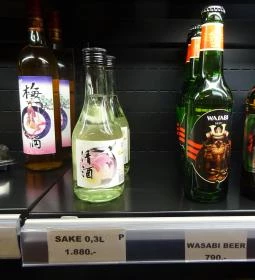 梅
酒
清酒
WASABI
SAKE 0,3L P
1.880.-
WASABI BEER
790.-